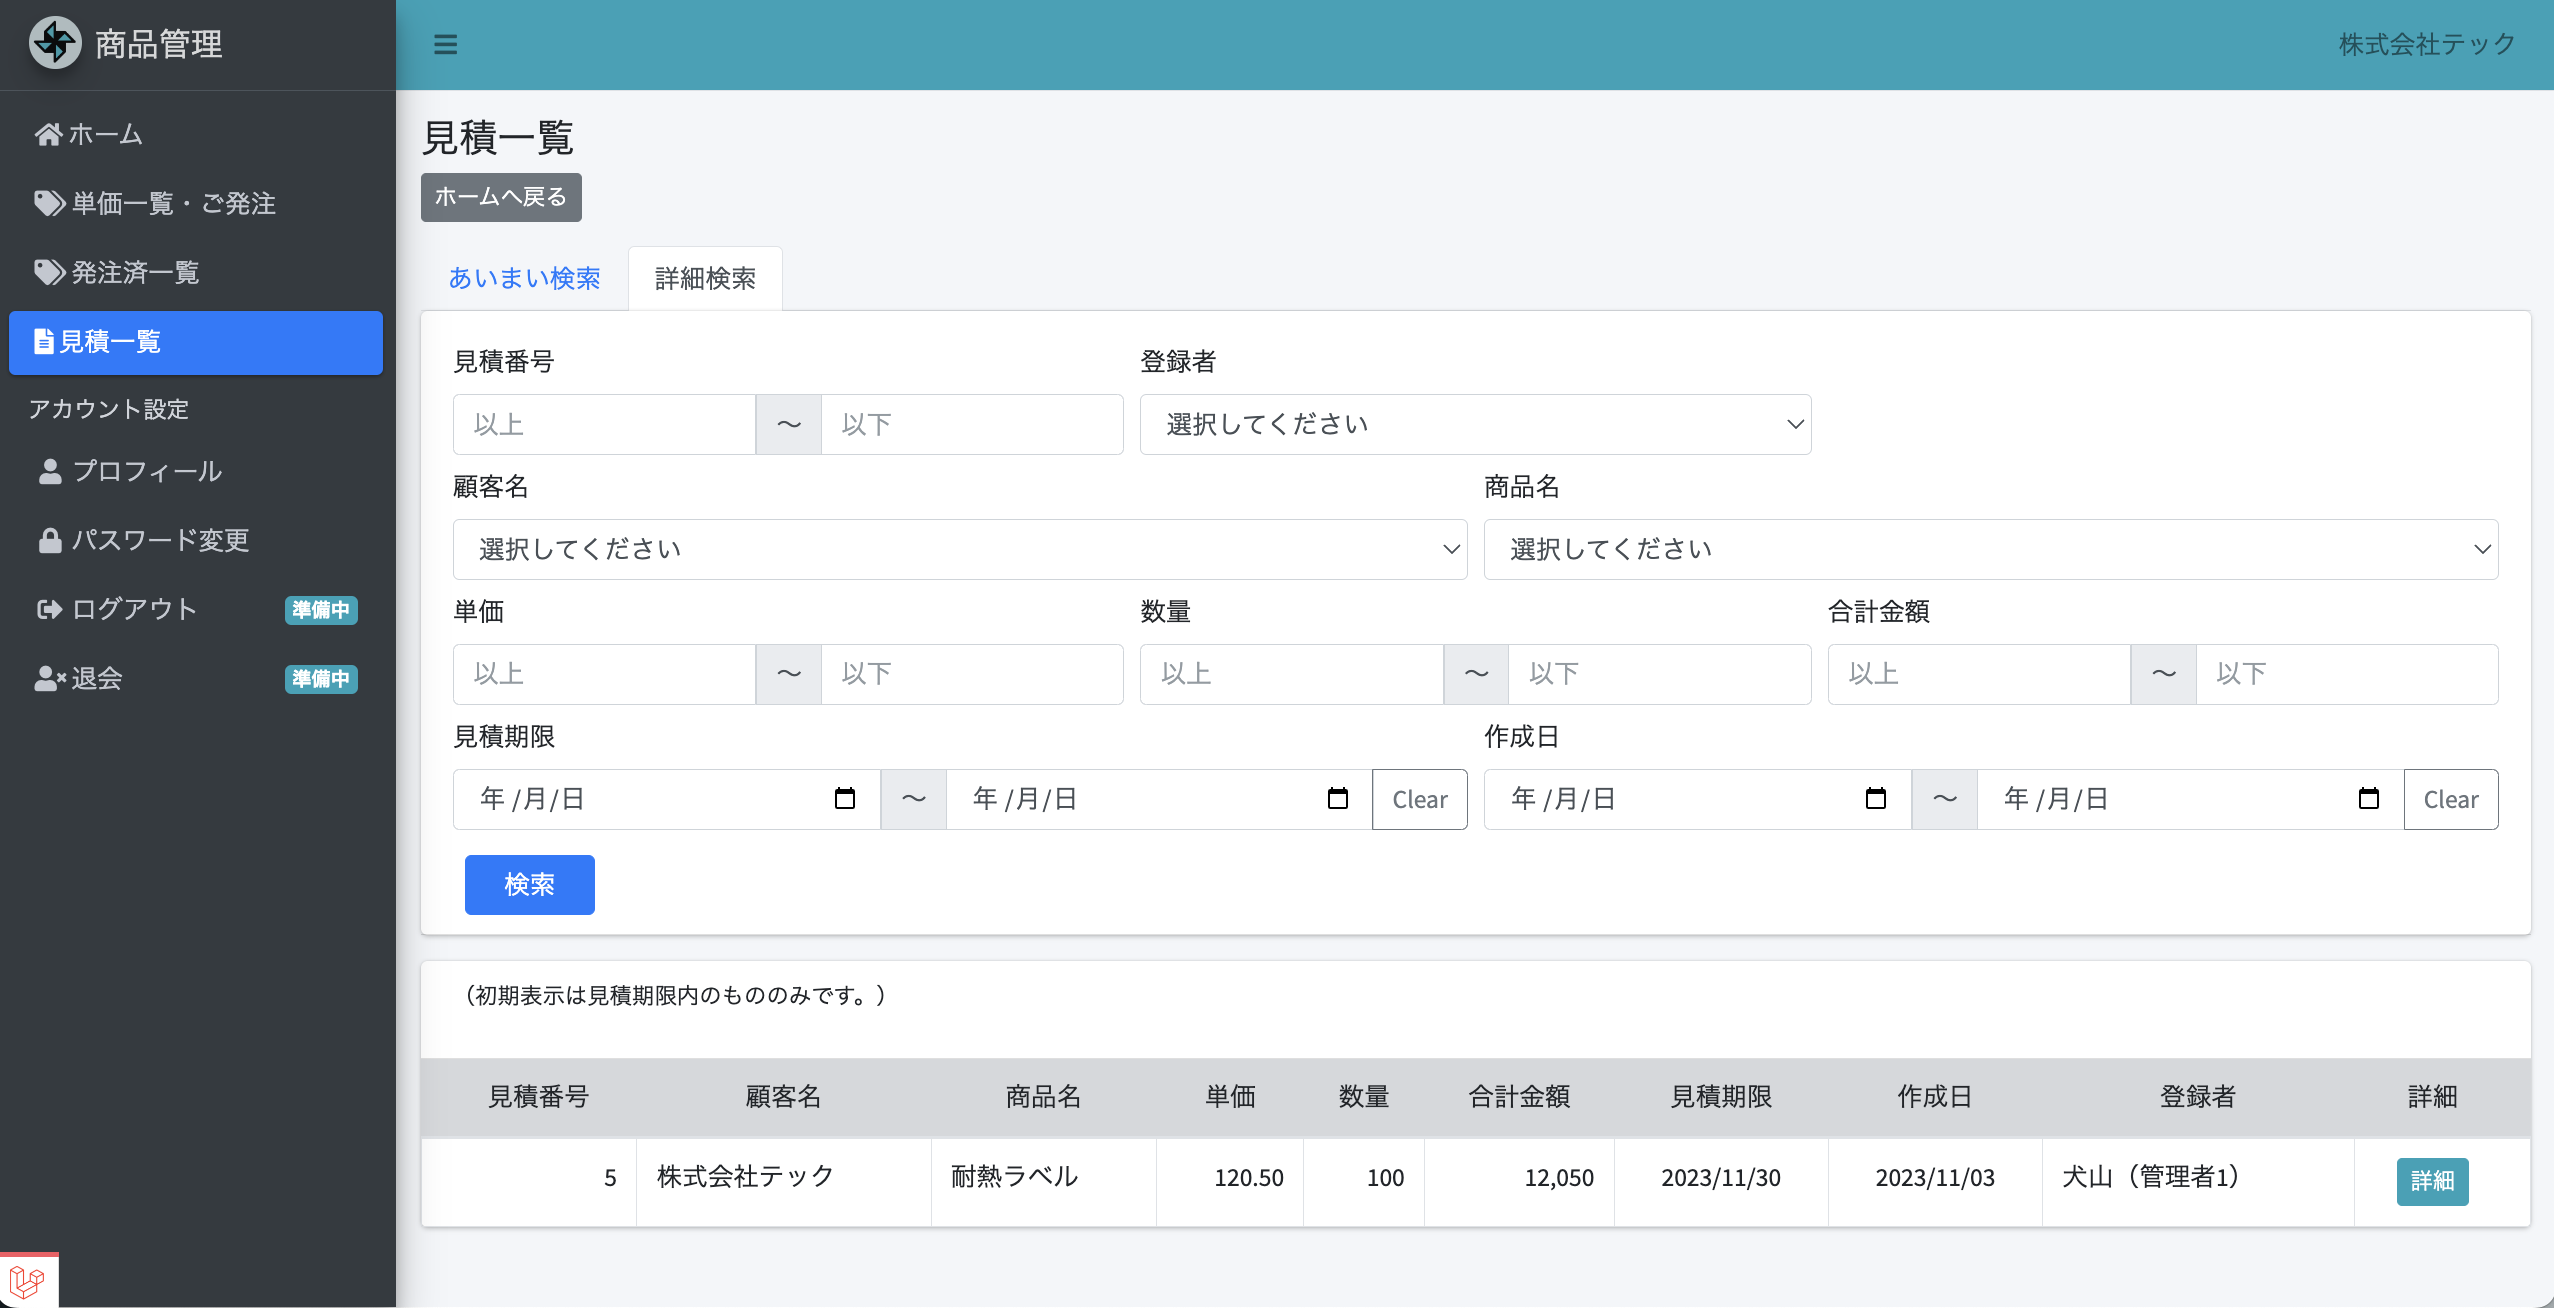 商品管理
株式会社テック
ホーム
単価一覧・ご発注
発注済一覧
見積一覧
アカウント設定
プロフィール
パスワード変更
ログアウト 準備中
退会 準備中
見積一覧
ホームへ戻る
あいまい検索 詳細検索
見積番号 登録者
以上 ～ 以下 選択してください
顧客名 商品名
選択してください 選択してください
単価 数量 合計金額
以上 ～ 以下 以上 ～ 以下 以上 ～ 以下
見積期限 作成日
年 /月/日 ～ 年 /月/日 Clear 年 /月/日 ～ 年 /月/日 Clear
検索
（初期表示は見積期限内のもののみです。）
見積番号 顧客名 商品名 単価 数量 合計金額 見積期限 作成日 登録者 詳細
5 株式会社テック 耐熱ラベル 120.50 100 12,050 2023/11/30 2023/11/03 犬山（管理者1） 詳細